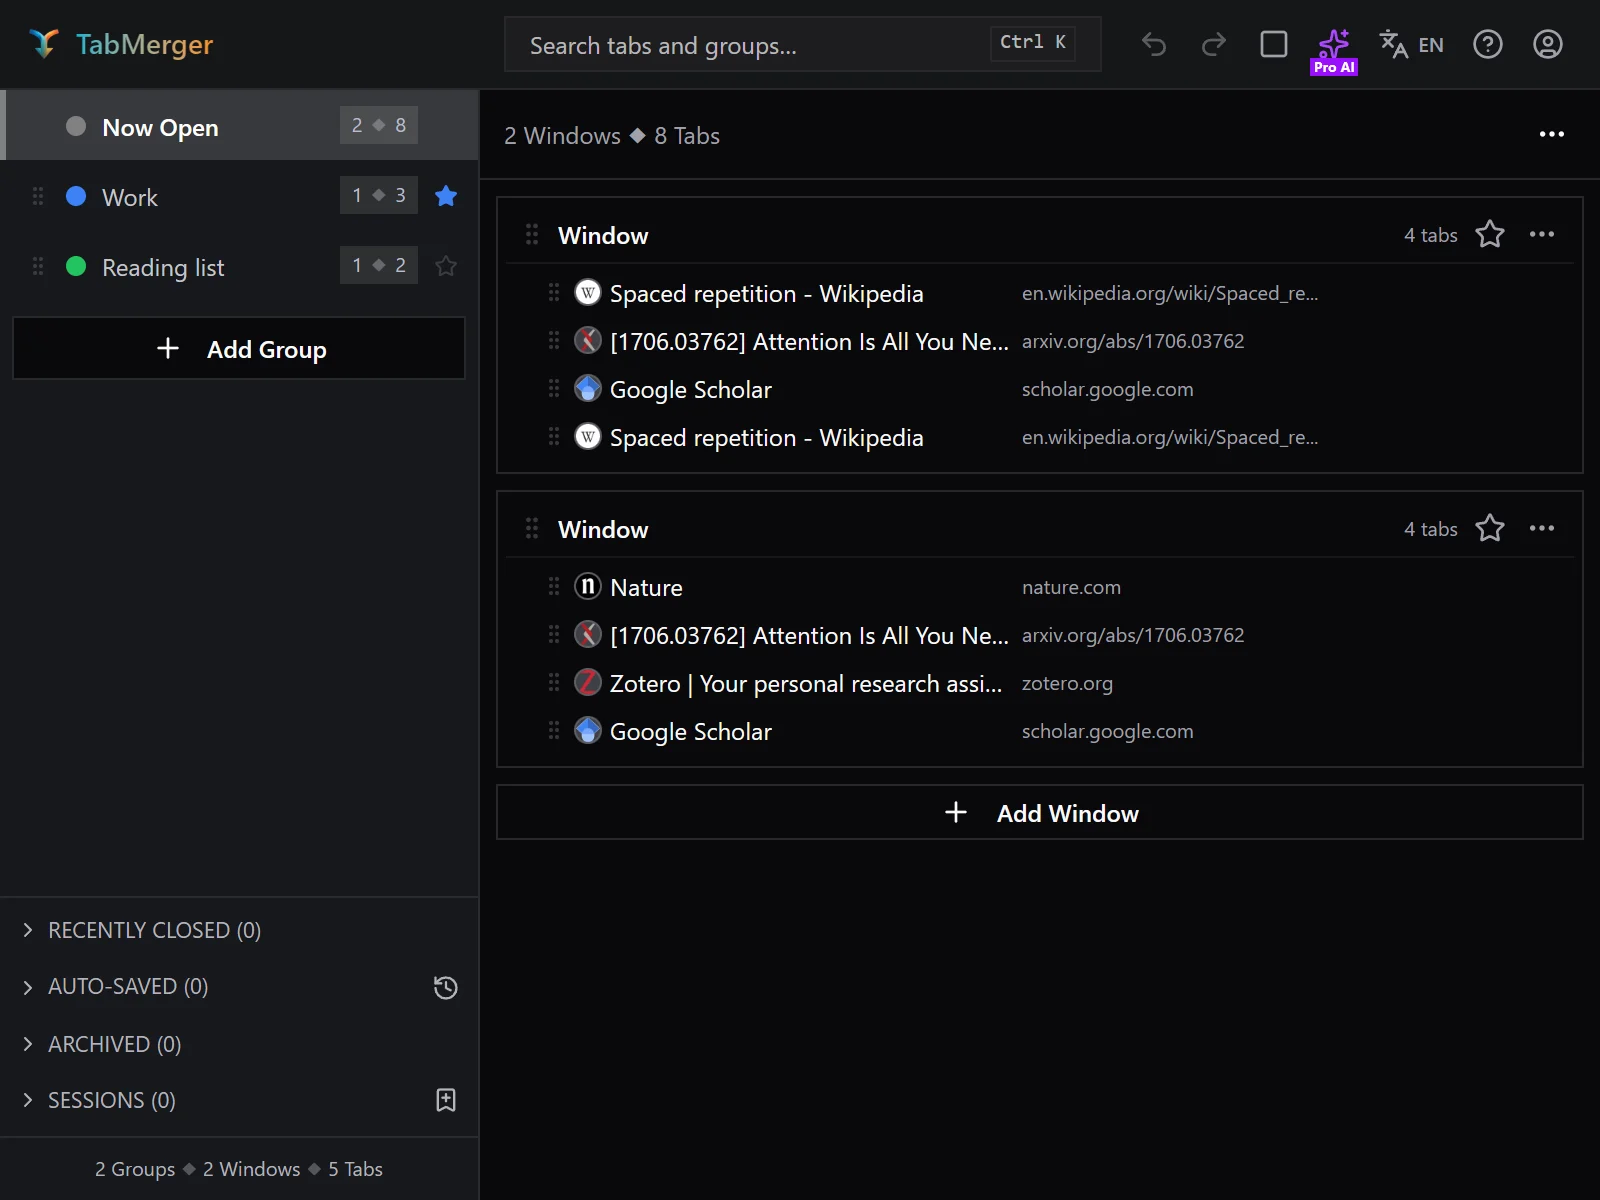 TabMerger
Search tabs and groups...
Ctrl K
Pro AI
EN
Now Open
2 ◆ 8
Work
1 ◆ 3
Reading list
1 ◆ 2
Add Group
RECENTLY CLOSED (0)
AUTO-SAVED (0)
ARCHIVED (0)
SESSIONS (0)
2 Groups ◆ 2 Windows ◆ 5 Tabs
2 Windows ◆ 8 Tabs
Window
4 tabs
Spaced repetition - Wikipedia en.wikipedia.org/wiki/Spaced_re...
[1706.03762] Attention Is All You Ne... arxiv.org/abs/1706.03762
Google Scholar scholar.google.com
Spaced repetition - Wikipedia en.wikipedia.org/wiki/Spaced_re...
Window
4 tabs
Nature nature.com
[1706.03762] Attention Is All You Ne... arxiv.org/abs/1706.03762
Zotero | Your personal research assi... zotero.org
Google Scholar scholar.google.com
Add Window